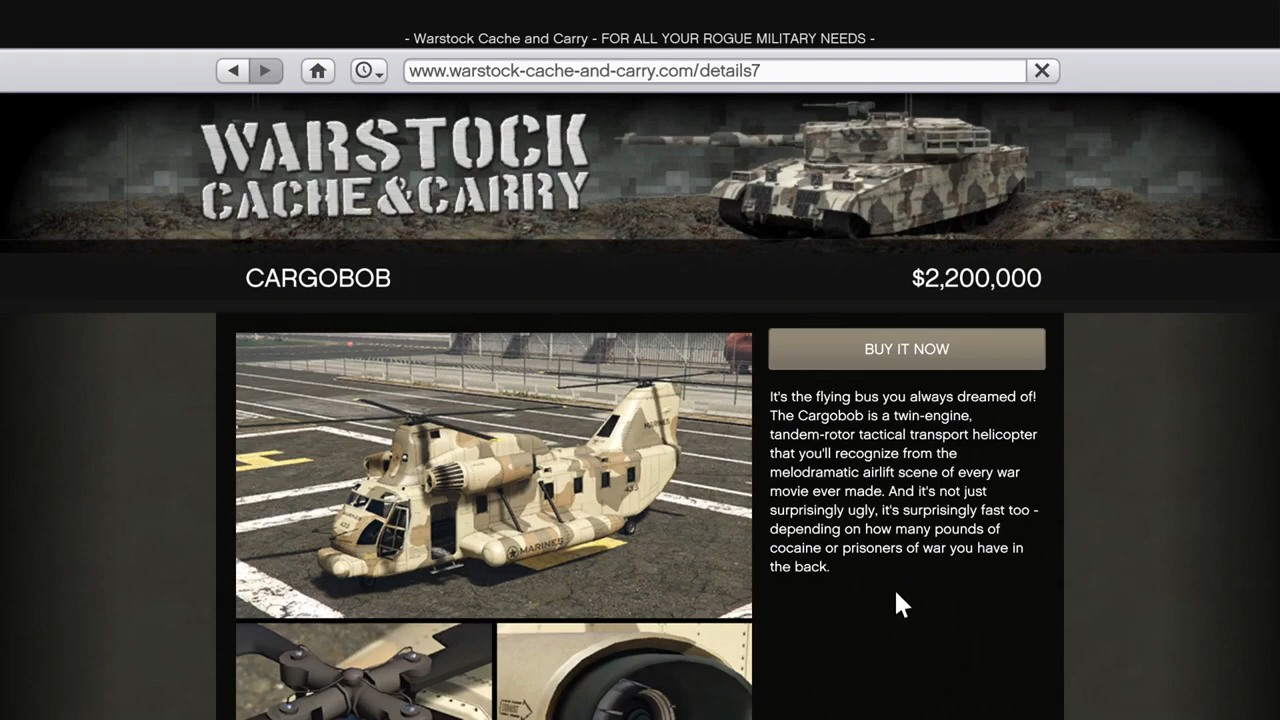 - Warstock Cache and Carry - FOR ALL YOUR ROGUE MILITARY NEEDS -
www.warstock-cache-and-carry.com/details7
WARSTOCK
CACHE&CARRY
CARGOBOB
$2,200,000
BUY IT NOW
It's the flying bus you always dreamed of!
The Cargobob is a twin-engine,
tandem-rotor tactical transport helicopter
that you'll recognize from the
melodramatic airlift scene of every war
movie ever made. And it's not just
surprisingly ugly, it's surprisingly fast too -
depending on how many pounds of
cocaine or prisoners of war you have in
the back.
MARINES
MARINES